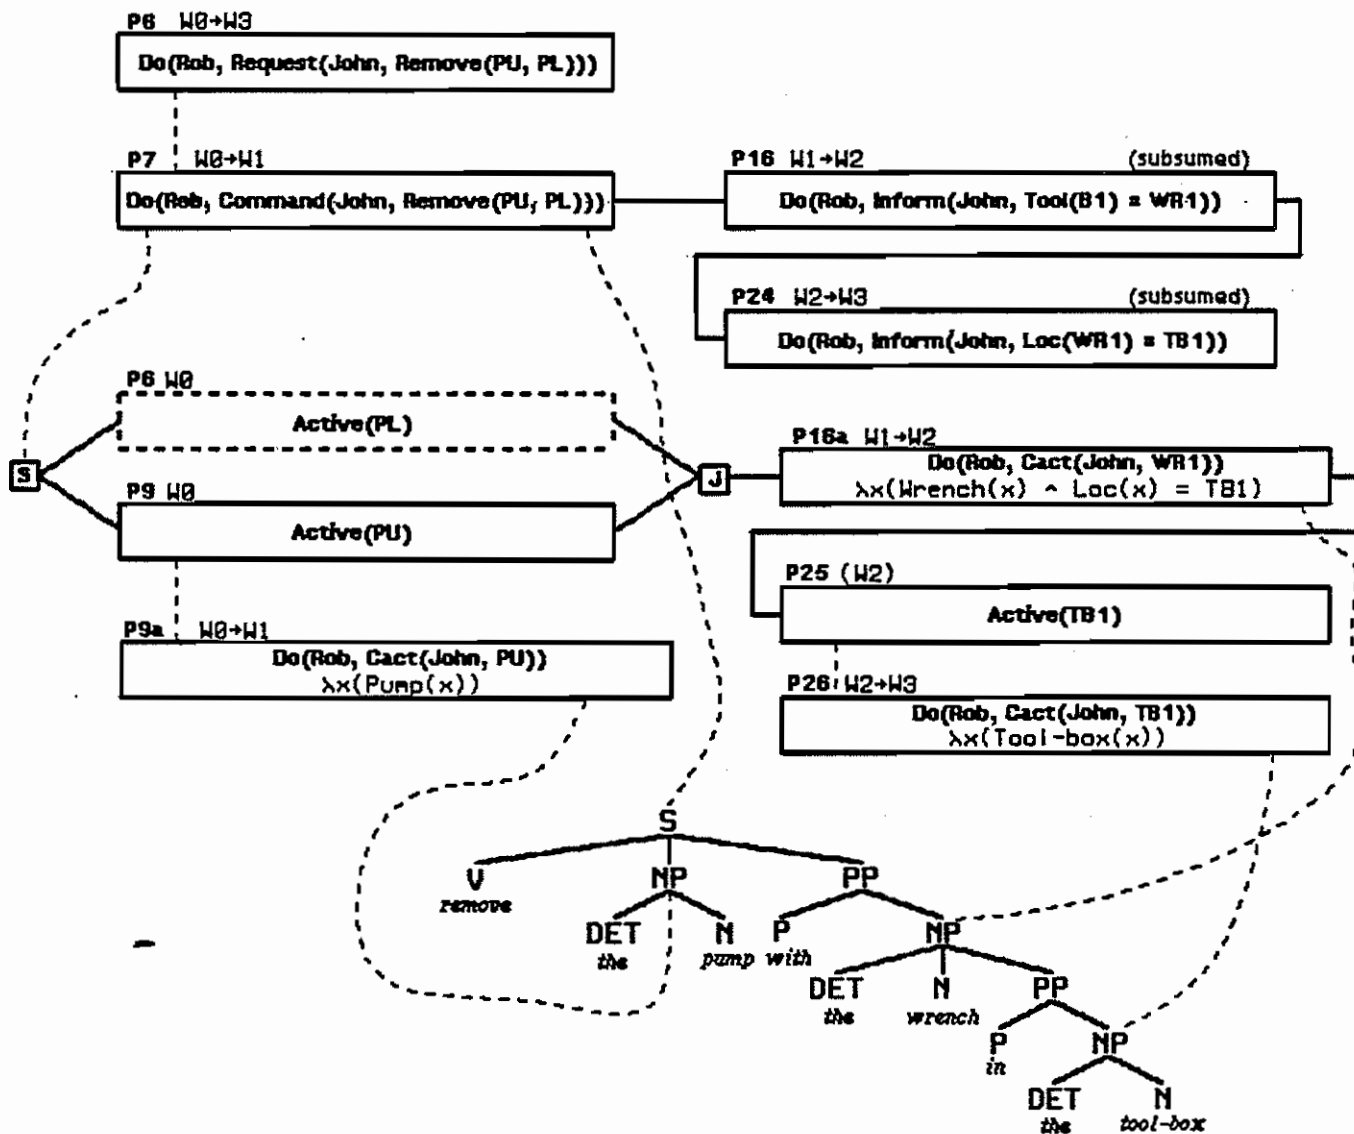 P6 W0→W3
Do(Rob, Request(John, Remove(PU, PL)))
P7 W0→W1
Do(Rob, Command(John, Remove(PU, PL)))
P16 W1→W2 (subsumed)
Do(Rob, Inform(John, Tool(B1) = WR1))
P24 W2→W3 (subsumed)
Do(Rob, Inform(John, Loc(WR1) = TB1))
P6 W0
Active(PL)
S
J
P9 W0
Active(PU)
P16a W1→W2
Do(Rob, Cact(John, WR1))
λx(Wrench(x) ^ Loc(x) = TB1)
P25 (W2)
Active(TB1)
P9a W0→W1
Do(Rob, Cact(John, PU))
λx(Pump(x))
P26 W2→W3
Do(Rob, Cact(John, TB1))
λx(Tool-box(x))
S
V NP PP
remove
DET N P NP
the pump with
DET N PP
the wrench
P NP
in
DET N
the tool-box